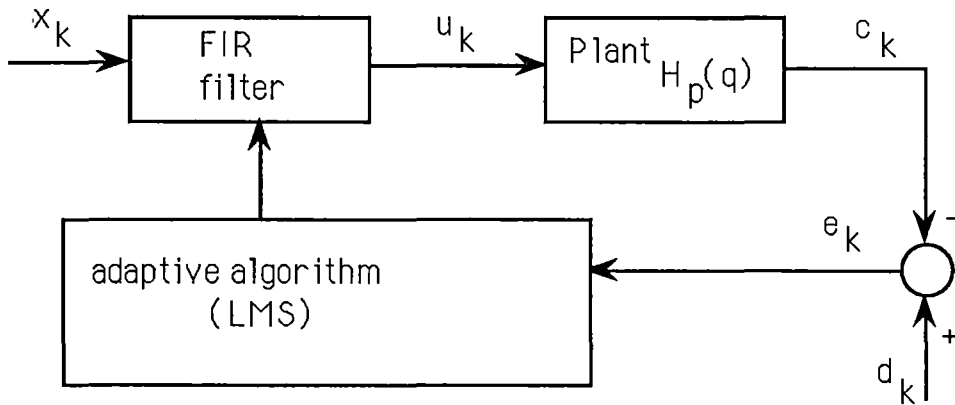 x_k
FIR
filter
u_k
Plant H_p(q)
c_k
-
e_k
adaptive algorithm
(LMS)
+
d_k